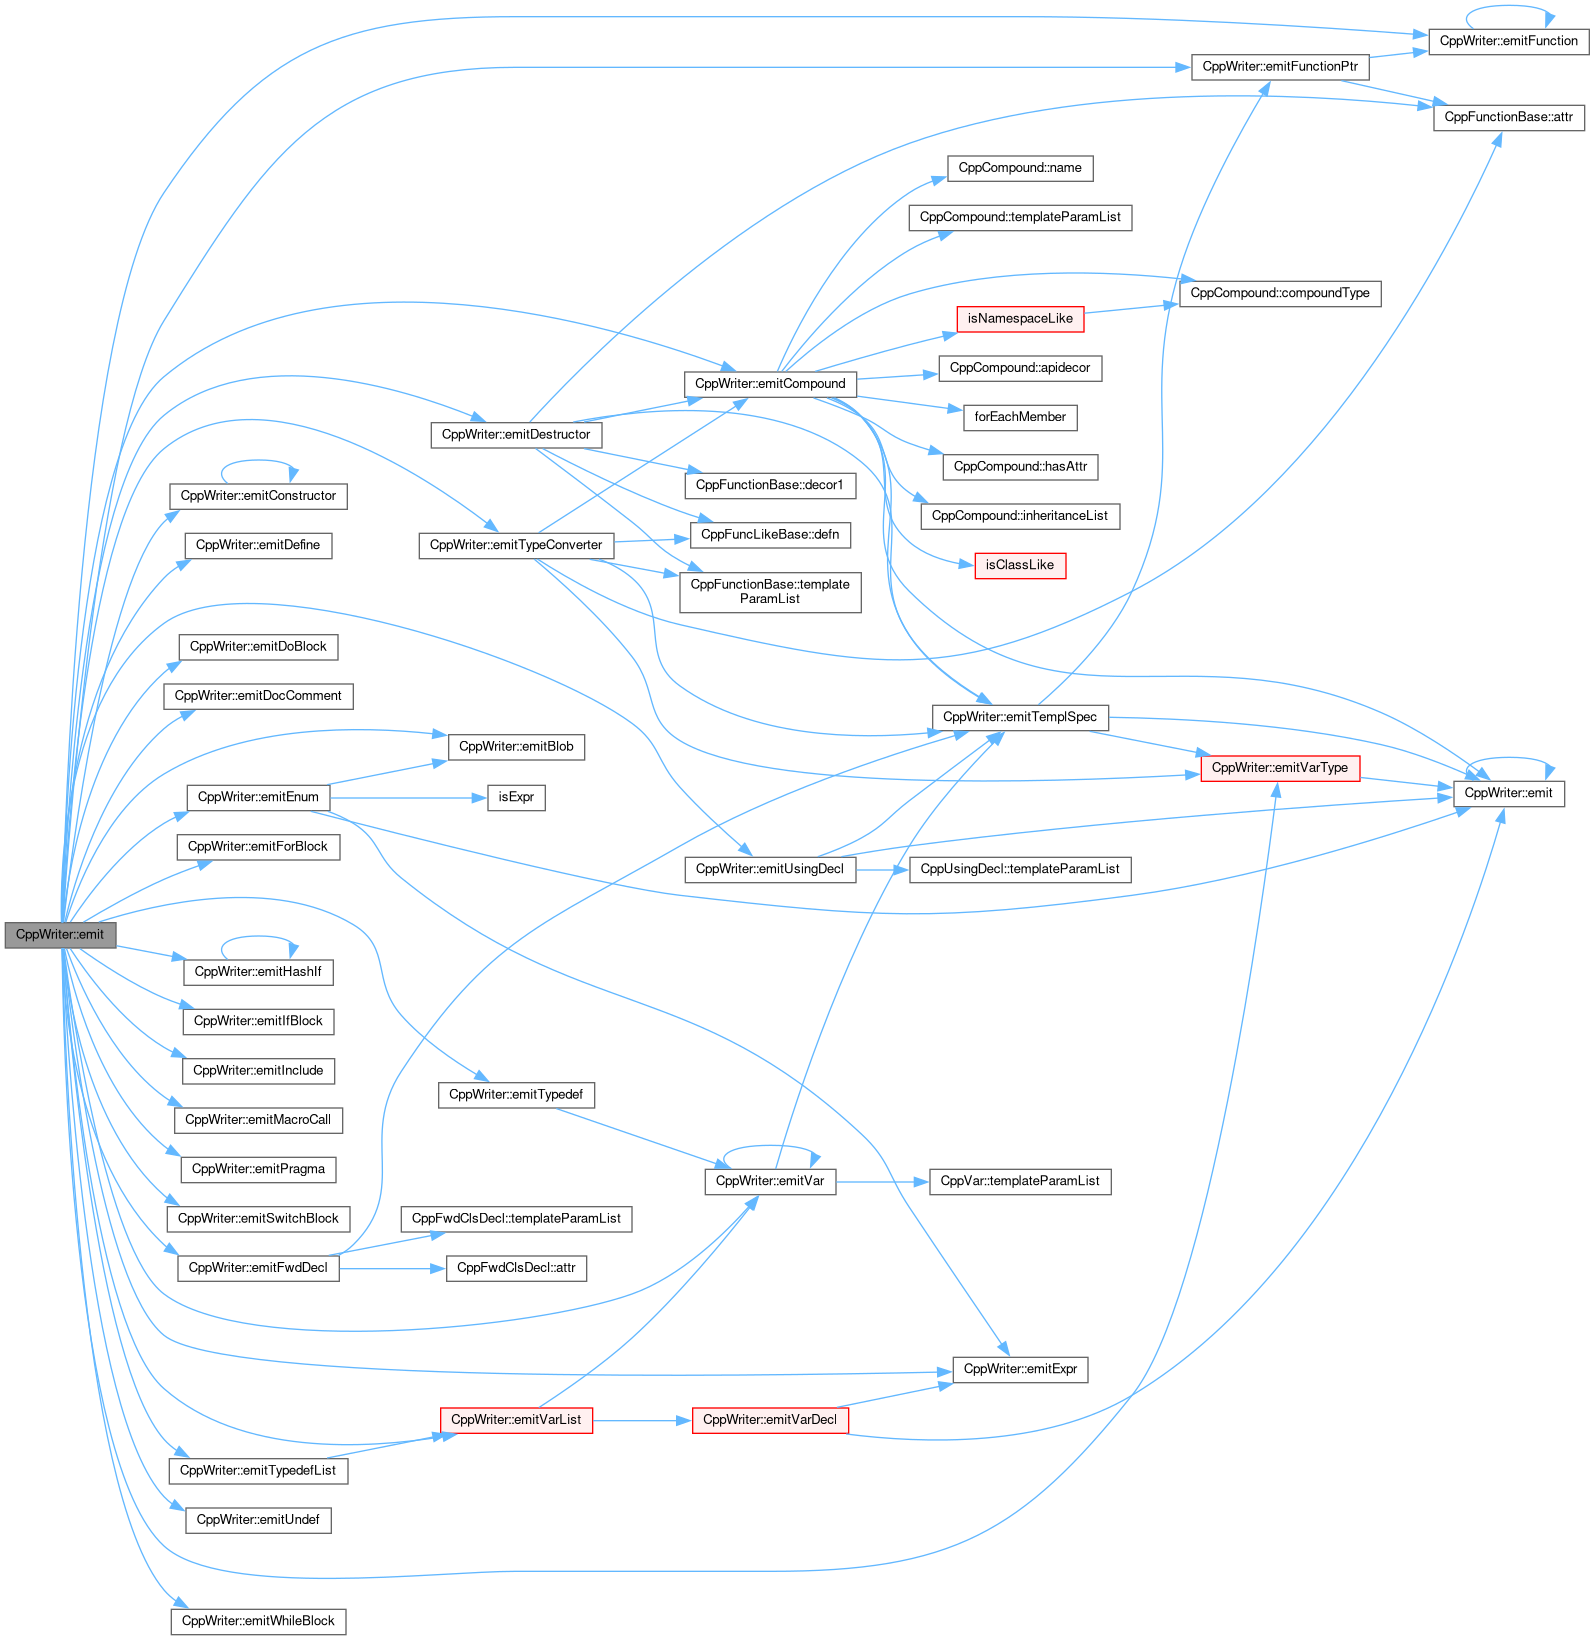 CppWriter::emitFunction
CppWriter::emitFunctionPtr
CppFunctionBase::attr
CppCompound::name
CppCompound::templateParamList
CppCompound::compoundType
isNamespaceLike
CppCompound::apidecor
CppWriter::emitCompound
forEachMember
CppWriter::emitDestructor
CppCompound::hasAttr
CppFunctionBase::decor1
CppWriter::emitConstructor
CppCompound::inheritanceList
CppFuncLikeBase::defn
CppWriter::emitDefine
CppWriter::emitTypeConverter
isClassLike
CppFunctionBase::template
ParamList
CppWriter::emitDoBlock
CppWriter::emitDocComment
CppWriter::emitTemplSpec
CppWriter::emitBlob
CppWriter::emitVarType
CppWriter::emitEnum
isExpr
CppWriter::emit
CppWriter::emitForBlock
CppWriter::emitUsingDecl
CppUsingDecl::templateParamList
CppWriter::emit
CppWriter::emitHashIf
CppWriter::emitIfBlock
CppWriter::emitInclude
CppWriter::emitTypedef
CppWriter::emitMacroCall
CppWriter::emitPragma
CppWriter::emitVar
CppVar::templateParamList
CppWriter::emitSwitchBlock
CppFwdClsDecl::templateParamList
CppWriter::emitFwdDecl
CppFwdClsDecl::attr
CppWriter::emitExpr
CppWriter::emitVarList
CppWriter::emitVarDecl
CppWriter::emitTypedefList
CppWriter::emitUndef
CppWriter::emitWhileBlock